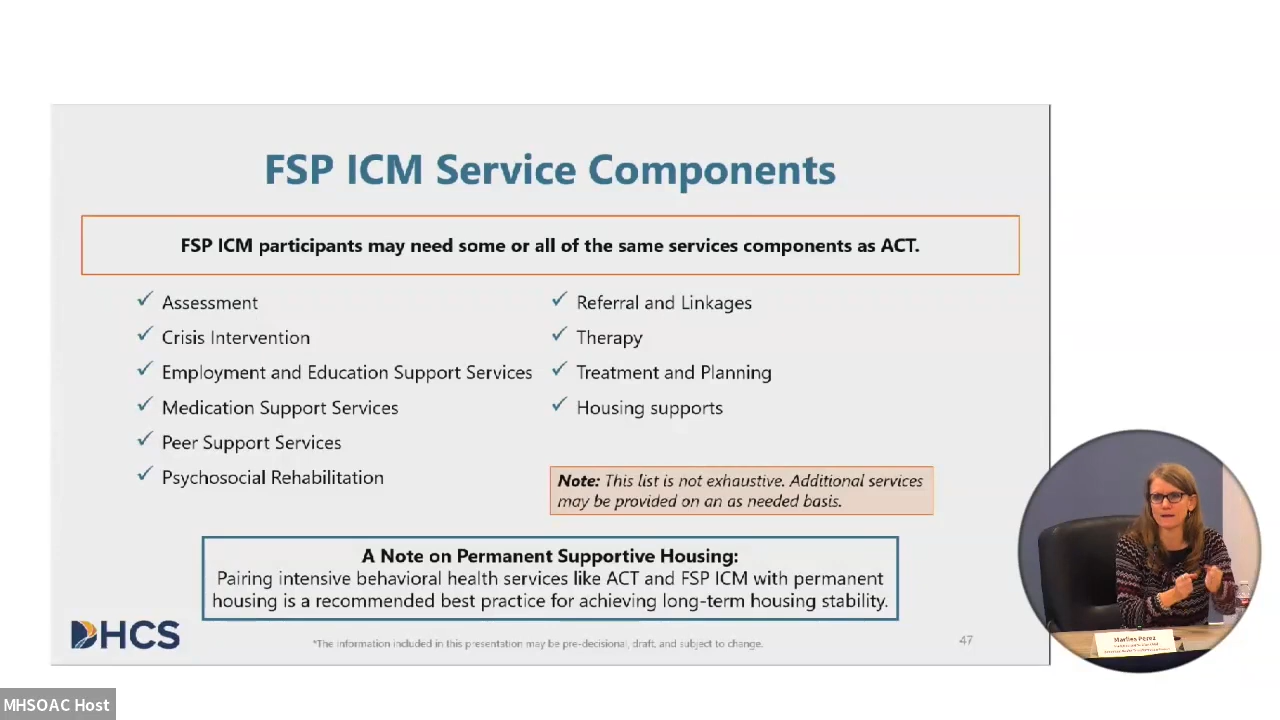 FSP ICM Service Components
FSP ICM participants may need some or all of the same services components as ACT.
✓ Assessment
✓ Crisis Intervention
✓ Employment and Education Support Services
✓ Medication Support Services
✓ Peer Support Services
✓ Psychosocial Rehabilitation
✓ Referral and Linkages
✓ Therapy
✓ Treatment and Planning
✓ Housing supports
Note: This list is not exhaustive. Additional services
may be provided on an as needed basis.
A Note on Permanent Supportive Housing:
Pairing intensive behavioral health services like ACT and FSP ICM with permanent
housing is a recommended best practice for achieving long-term housing stability.
DHCS
*The information included in this presentation may be pre-decisional, draft, and subject to change.
47
Marlies Perez
MHSOAC Host